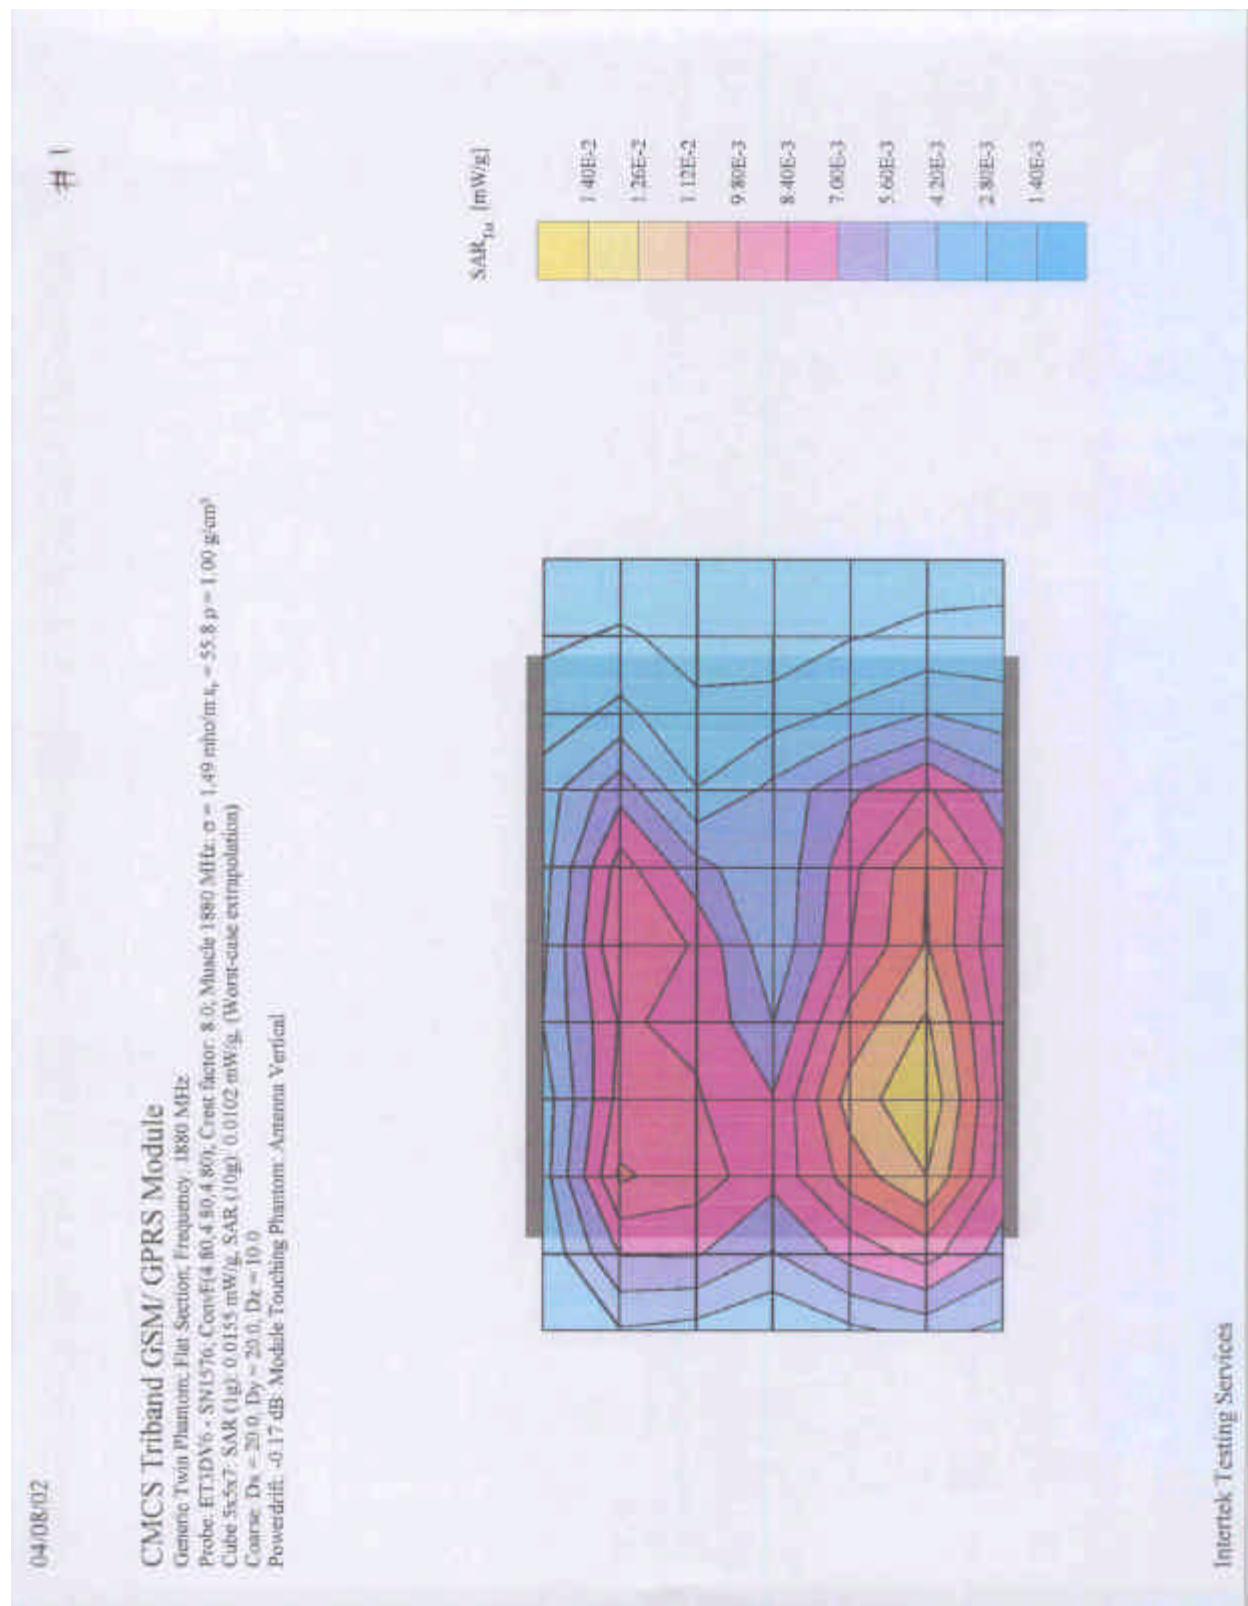 04/08/02
# 1
CMCS Triband GSM/ GPRS Module
Generic Twin Phantom; Flat Section; Frequency: 1880 MHz
Probe: ET3DV6 - SN1576; ConvF(4.80,4.80,4.80); Crest factor: 8.0; Muscle 1880 MHz: σ = 1.49 mho/m εr = 55.8 ρ = 1.00 g/cm³
Cube 5x5x7: SAR (1g): 0.0155 mW/g, SAR (10g): 0.0102 mW/g, (Worst-case extrapolation)
Coarse: Dx = 20.0, Dy = 20.0, Dz = 10.0
Powerdrift: -0.17 dB Module Touching Phantom: Antenna Vertical
SAR [mW/g]
1.40E-2
1.26E-2
1.12E-2
9.80E-3
8.40E-3
7.00E-3
5.60E-3
4.20E-3
2.80E-3
1.40E-3
Intertek Testing Services